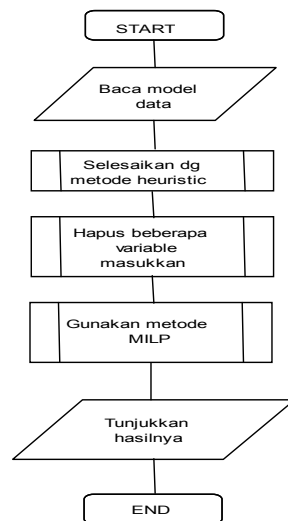 START
Baca model
data
Selesaikan dg
metode heuristic
Hapus beberapa
variable
masukkan
Gunakan metode
MILP
Tunjukkan
hasilnya
END